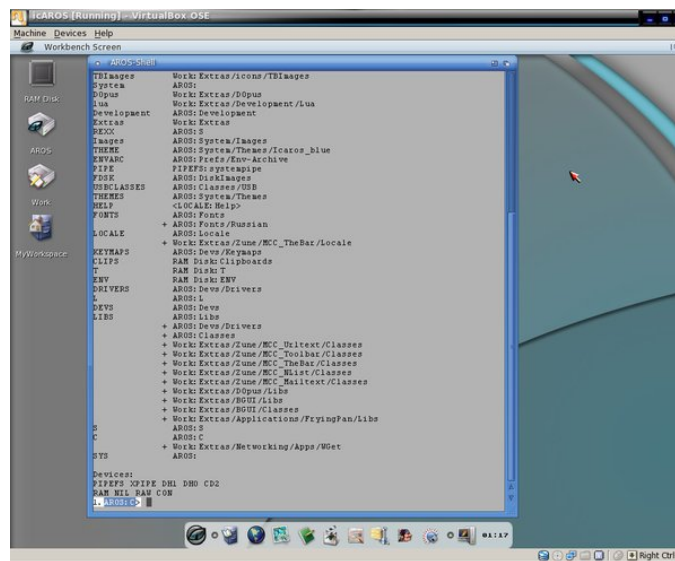 icAROS [Running] - VirtualBox OSE
Machine Devices Help
Workbench Screen
AROS-Shell
RAM Disk
AROS
Work
MyWorkspace
TBImages Work:Extras/icons/TBImages
System AROS:
DOpus Work:Extras/DOpus
lua Work:Extras/Development/Lua
Development AROS:Development
Extras Work:Extras
REXX AROS:S
Images AROS:System/Images
THEME AROS:System/Themes/Icaros_blue
ENVARC AROS:Prefs/Env-Archive
PIPE PIPEFS:systempipe
FDSK AROS:DiskImages
USBCLASSES AROS:Classes/USB
THEMES AROS:System/Themes
HELP <LOCALE:Help>
FONTS AROS:Fonts
+ AROS:Fonts/Russian
LOCALE AROS:Locale
+ Work:Extras/Zune/MCC_TheBar/Locale
KEYMAPS AROS:Devs/Keymaps
CLIPS RAM Disk:Clipboards
T RAM Disk:T
ENV RAM Disk:ENV
DRIVERS AROS:Devs/Drivers
L AROS:L
DEVS AROS:Devs
LIBS AROS:Libs
+ AROS:Devs/Drivers
+ AROS:Classes
+ Work:Extras/Zune/MCC_Urltext/Classes
+ Work:Extras/Zune/MCC_Toolbar/Classes
+ Work:Extras/Zune/MCC_TheBar/Classes
+ Work:Extras/Zune/MCC_NList/Classes
+ Work:Extras/Zune/MCC_Mailtext/Classes
+ Work:Extras/DOpus/Libs
+ Work:Extras/BGUI/Libs
+ Work:Extras/BGUI/Classes
+ Work:Extras/Applications/FryingPan/Libs
S AROS:S
C AROS:C
+ Work:Extras/Networking/Apps/WGet
SYS AROS:
Devices:
PIPEFS XPIPE DH1 DH0 CD2
RAM NIL RAW CON
1.AROS:C>
01:17
Right Ctrl